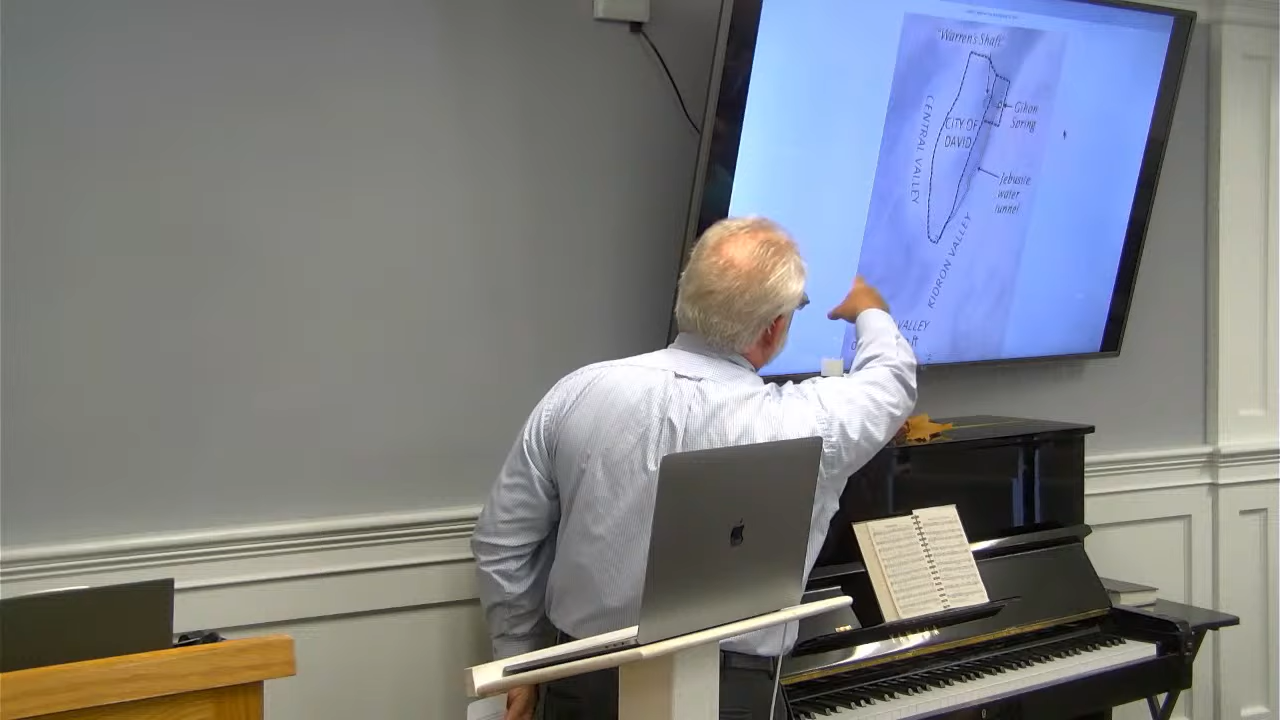 "Warren's Shaft"
CENTRAL VALLEY
CITY OF
DAVID
Gihon
Spring
Jebusite
water
tunnel
KIDRON VALLEY
VALLEY